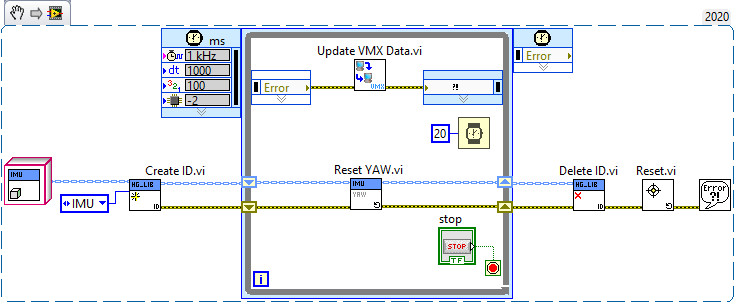 2020
ms
1 kHz
dt 1000
321 100
-2
Update VMX Data.vi
Error
VMX
?!
Error
20
Create ID.vi
Reset YAW.vi
Delete ID.vi
Reset.vi
IMU
HG_LIB
ID
IMU
YAW
HG_LIB
ID
Error
?!
IMU
stop
STOP
TF
i